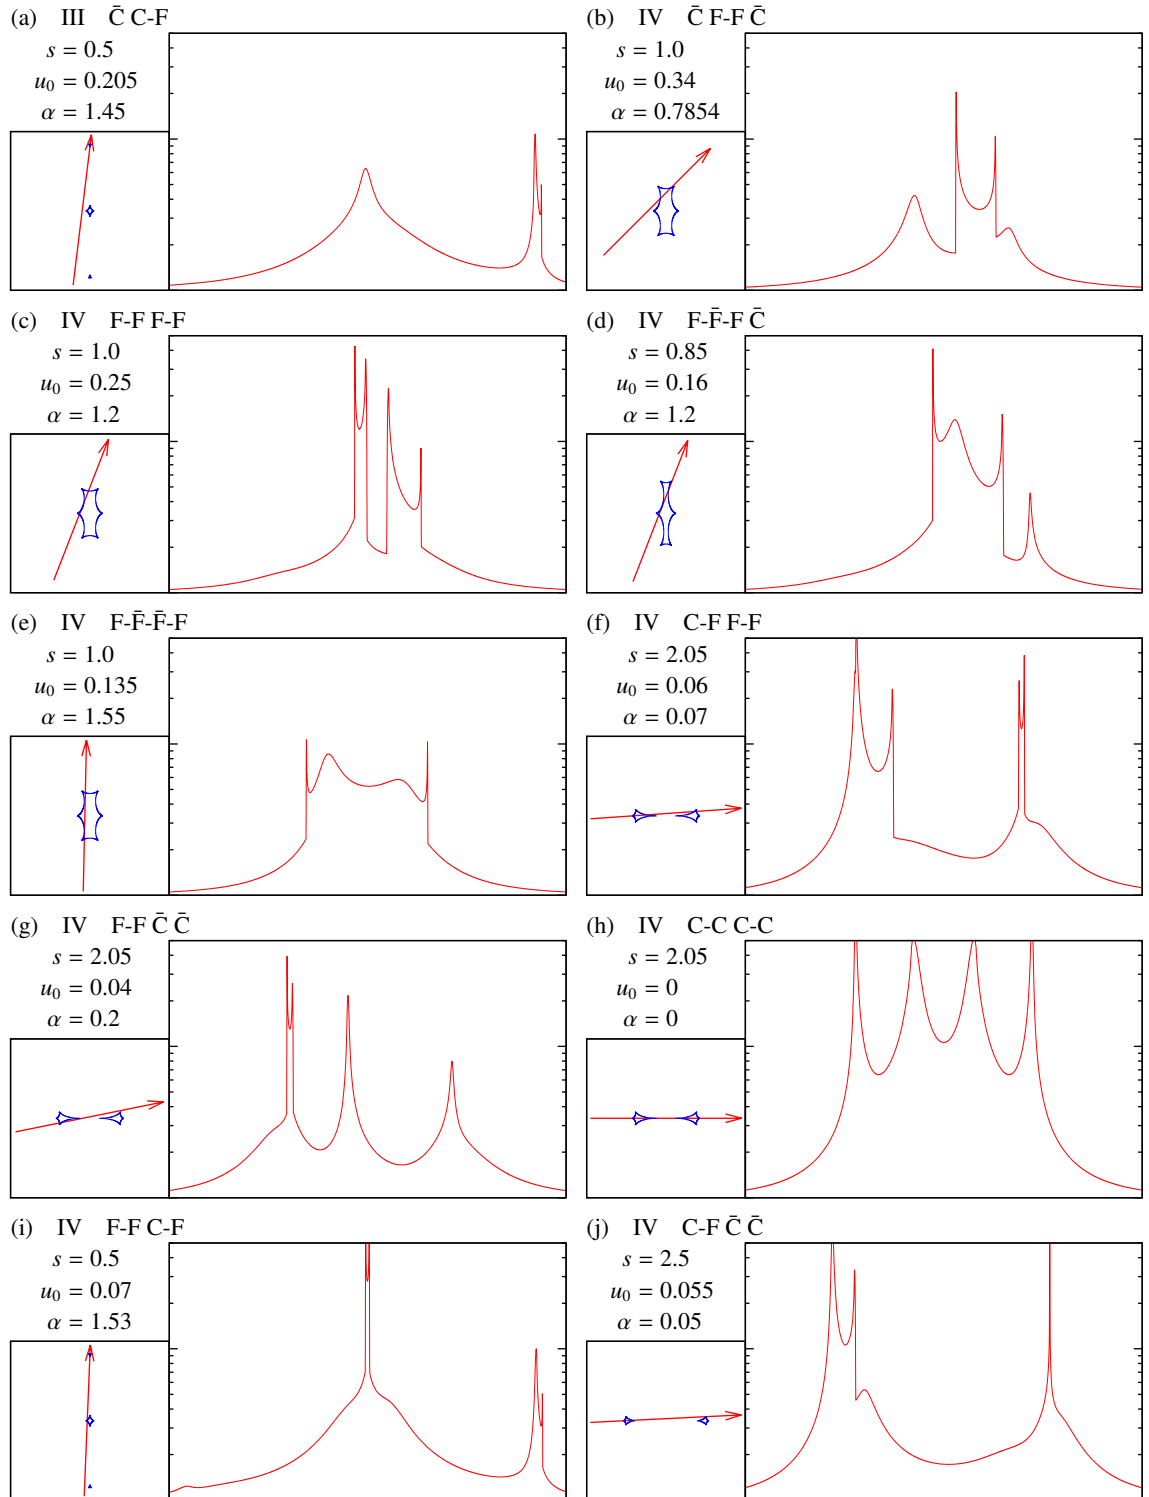 (a) III C̄ C-F
s = 0.5
u₀ = 0.205
α = 1.45
(b) IV C̄ F-F C̄
s = 1.0
u₀ = 0.34
α = 0.7854
(c) IV F-F F-F
s = 1.0
u₀ = 0.25
α = 1.2
(d) IV F-F̄-F C̄
s = 0.85
u₀ = 0.16
α = 1.2
(e) IV F-F̄-F̄-F
s = 1.0
u₀ = 0.135
α = 1.55
(f) IV C-F F-F
s = 2.05
u₀ = 0.06
α = 0.07
(g) IV F-F C̄ C̄
s = 2.05
u₀ = 0.04
α = 0.2
(h) IV C-C C-C
s = 2.05
u₀ = 0
α = 0
(i) IV F-F C-F
s = 0.5
u₀ = 0.07
α = 1.53
(j) IV C-F C̄ C̄
s = 2.5
u₀ = 0.055
α = 0.05